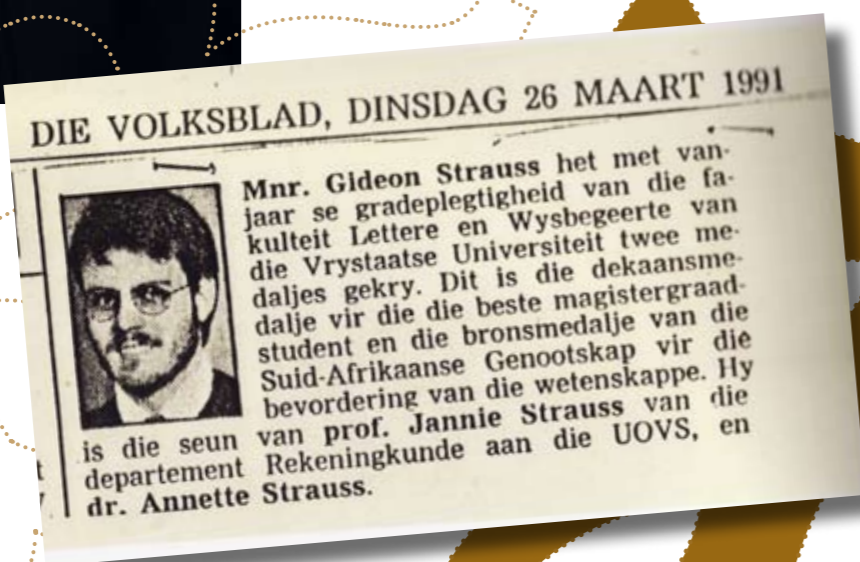 DIE VOLKSBLAD, DINSDAG 26 MAART 1991
Mnr. Gideon Strauss het met van-
jaar se gradeplegtigheid van die fa-
kulteit Lettere en Wysbegeerte van
die Vrystaatse Universiteit twee me-
daljes gekry. Dit is die dekaansme-
dalje vir die die beste magistergraad-
student en die bronsmedalje van die
Suid-Afrikaanse Genootskap vir die
bevordering van die wetenskappe. Hy
is die seun van prof. Jannie Strauss van die
departement Rekeningkunde aan die UOVS, en
dr. Annette Strauss.